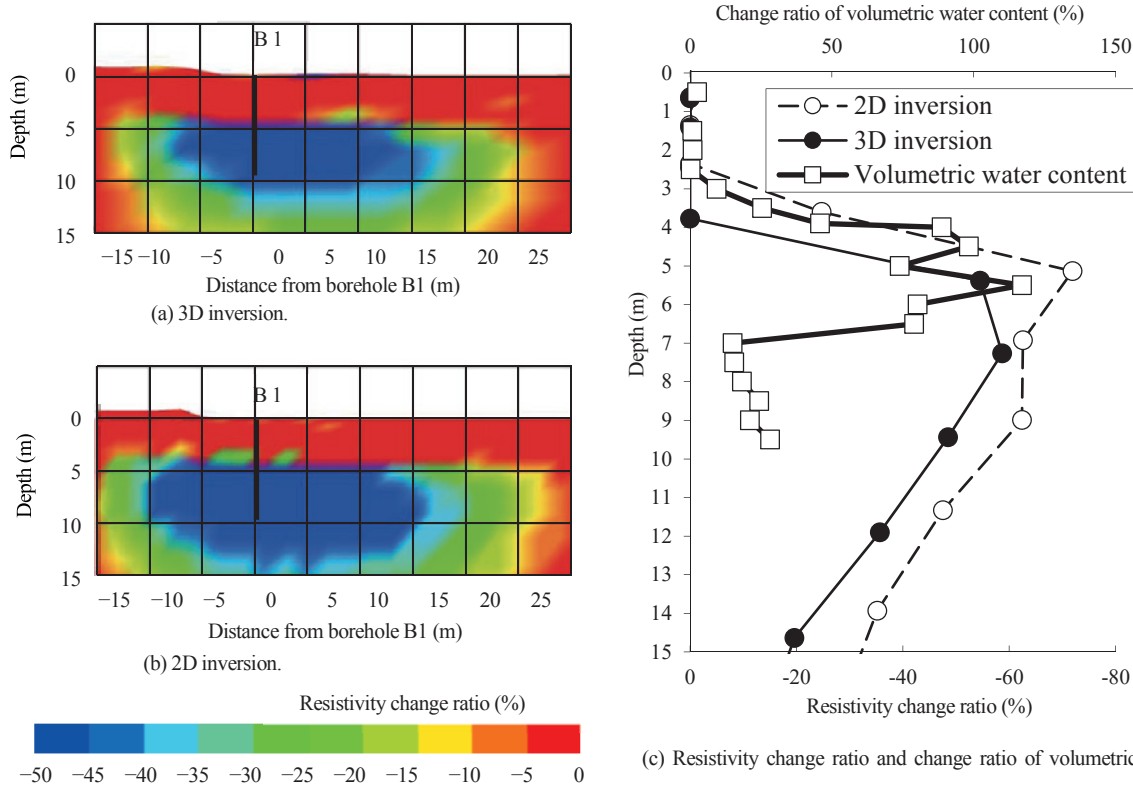 B 1
0
5
10
15
Depth (m)
−15 −10 −5 0 5 10 15 20 25
Distance from borehole B1 (m)
(a) 3D inversion.
B 1
0
5
10
15
Depth (m)
−15 −10 −5 0 5 10 15 20 25
Distance from borehole B1 (m)
(b) 2D inversion.
Resistivity change ratio (%)
−50 −45 −40 −35 −30 −25 −20 −15 −10 −5 0
Change ratio of volumetric water content (%)
0 50 100 150
0
1
2
3
4
5
6
7
8
9
10
11
12
13
14
15
Depth (m)
2D inversion
3D inversion
Volumetric water content
0 -20 -40 -60 -80
Resistivity change ratio (%)
(c) Resistivity change ratio and change ratio of volumetric